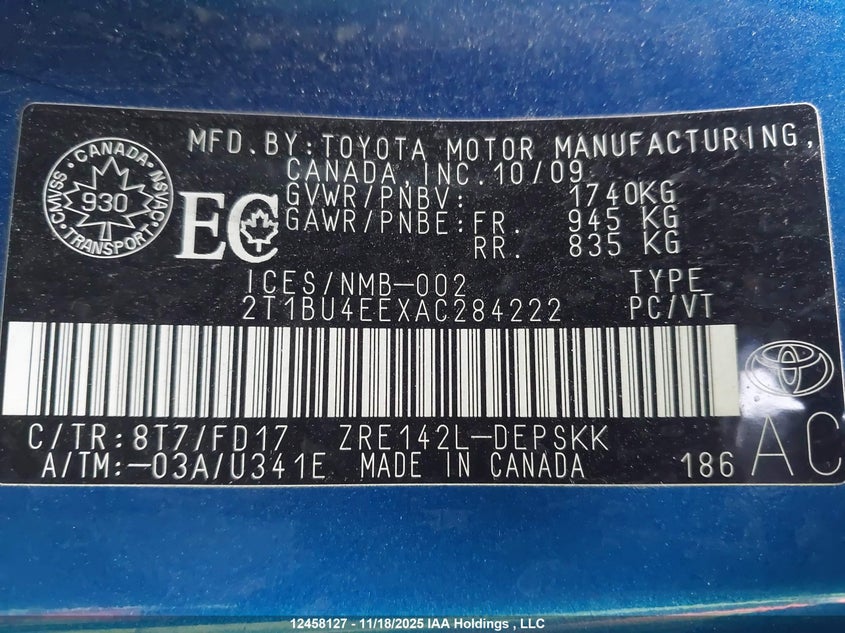 MFD. BY: TOYOTA MOTOR MANUFACTURING,
CANADA, INC. 10/09
GVWR/PNBV: 1740KG
GAWR/PNBE: FR. 945 KG
RR. 835 KG
CANADA
CMVSS 930 NSVAC
TRANSPORT
EC
ICES/NMB-002 TYPE
2T1BU4EEXAC284222 PC/VT
C/TR: 8T7/FD17 ZRE142L-DEPSKK
A/TM: -03A/U341E MADE IN CANADA 186 AC
12458127 - 11/18/2025 IAA Holdings , LLC